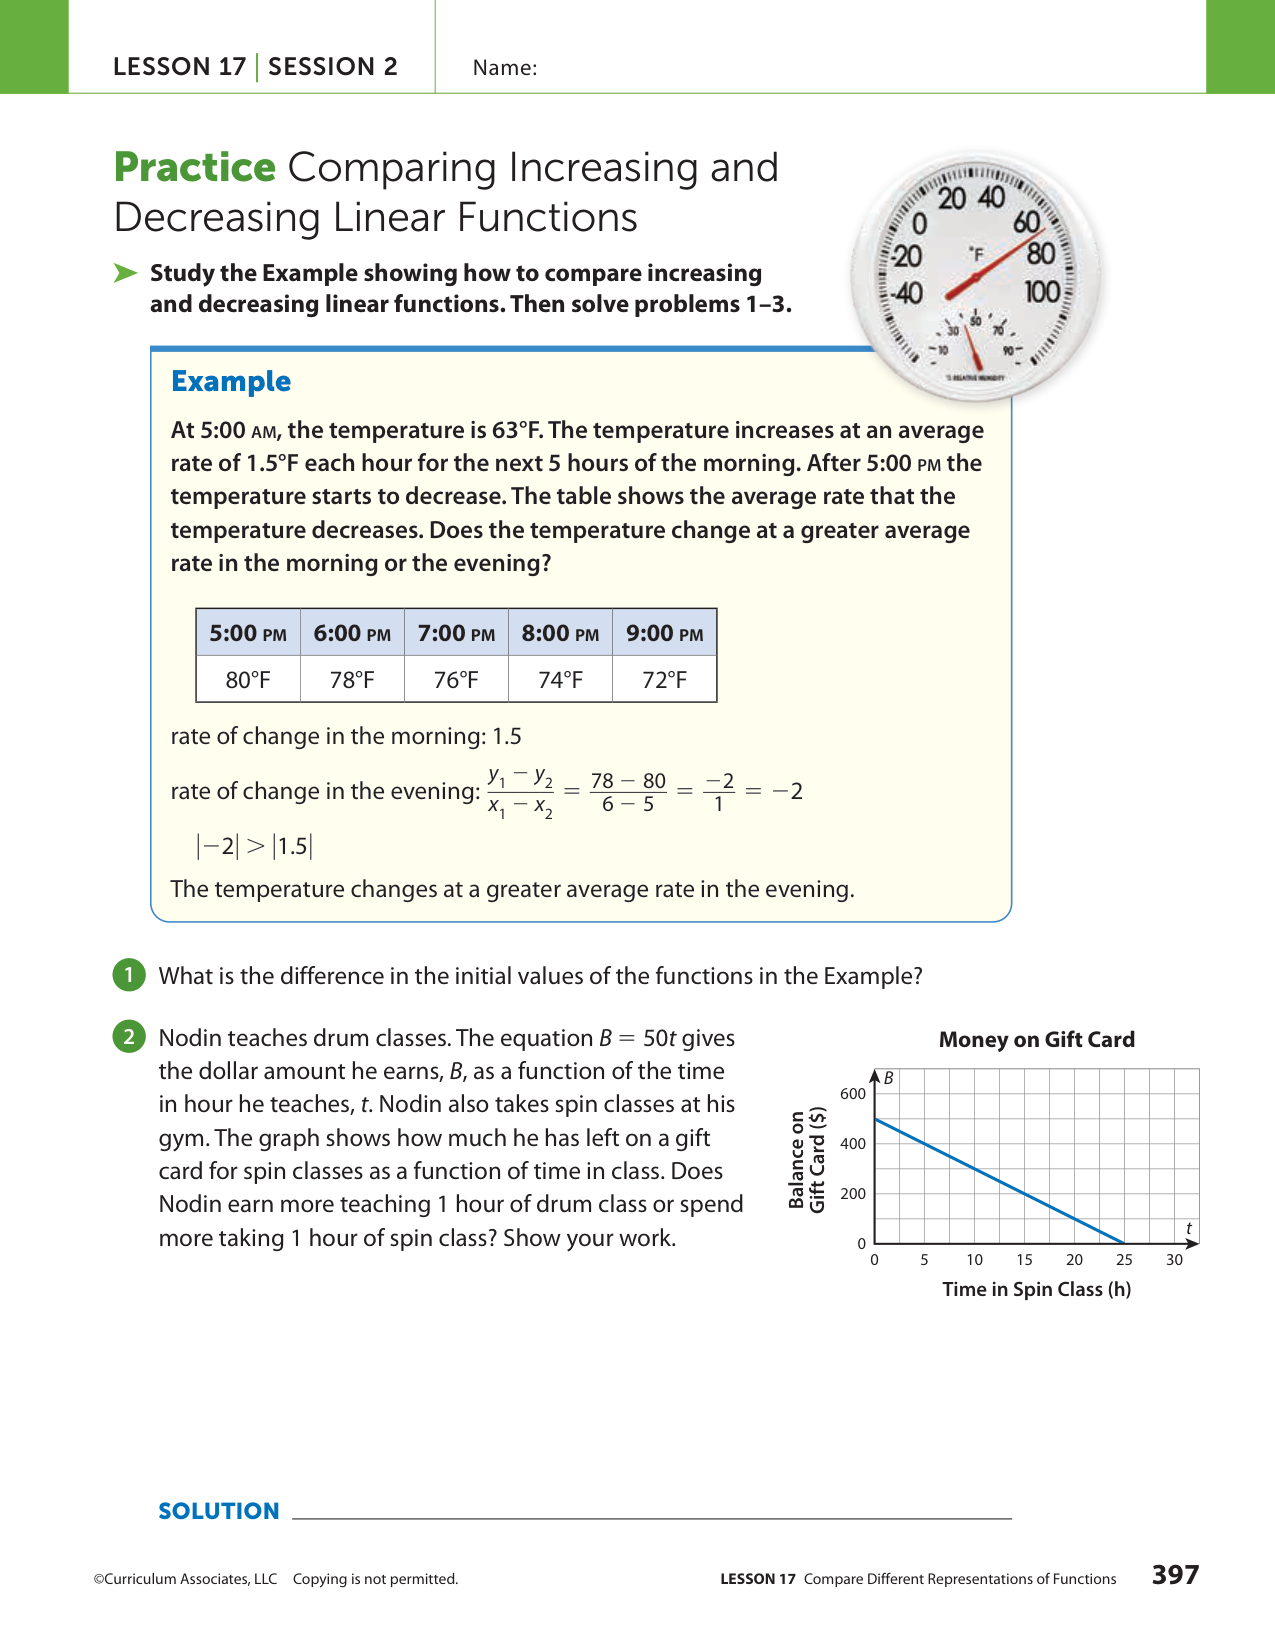 LESSON 17 | SESSION 2
Name:
Practice Comparing Increasing and
Decreasing Linear Functions
Study the Example showing how to compare increasing
and decreasing linear functions. Then solve problems 1–3.
-40 -20 0 20 40 60 80 100
°F
10 30 50 70 90
% RELATIVE HUMIDITY
Example
At 5:00 AM, the temperature is 63°F. The temperature increases at an average
rate of 1.5°F each hour for the next 5 hours of the morning. After 5:00 PM the
temperature starts to decrease. The table shows the average rate that the
temperature decreases. Does the temperature change at a greater average
rate in the morning or the evening?
5:00 PM 6:00 PM 7:00 PM 8:00 PM 9:00 PM
80°F 78°F 76°F 74°F 72°F
rate of change in the morning: 1.5
rate of change in the evening: (y₁ − y₂)/(x₁ − x₂) = (78 − 80)/(6 − 5) = −2/1 = −2
|−2| > |1.5|
The temperature changes at a greater average rate in the evening.
1 What is the difference in the initial values of the functions in the Example?
2 Nodin teaches drum classes. The equation B = 50t gives
the dollar amount he earns, B, as a function of the time
in hour he teaches, t. Nodin also takes spin classes at his
gym. The graph shows how much he has left on a gift
card for spin classes as a function of time in class. Does
Nodin earn more teaching 1 hour of drum class or spend
more taking 1 hour of spin class? Show your work.
Money on Gift Card
B
600
400
200
0
Balance on
Gift Card ($)
t
0 5 10 15 20 25 30
Time in Spin Class (h)
SOLUTION
©Curriculum Associates, LLC Copying is not permitted.
LESSON 17 Compare Different Representations of Functions 397